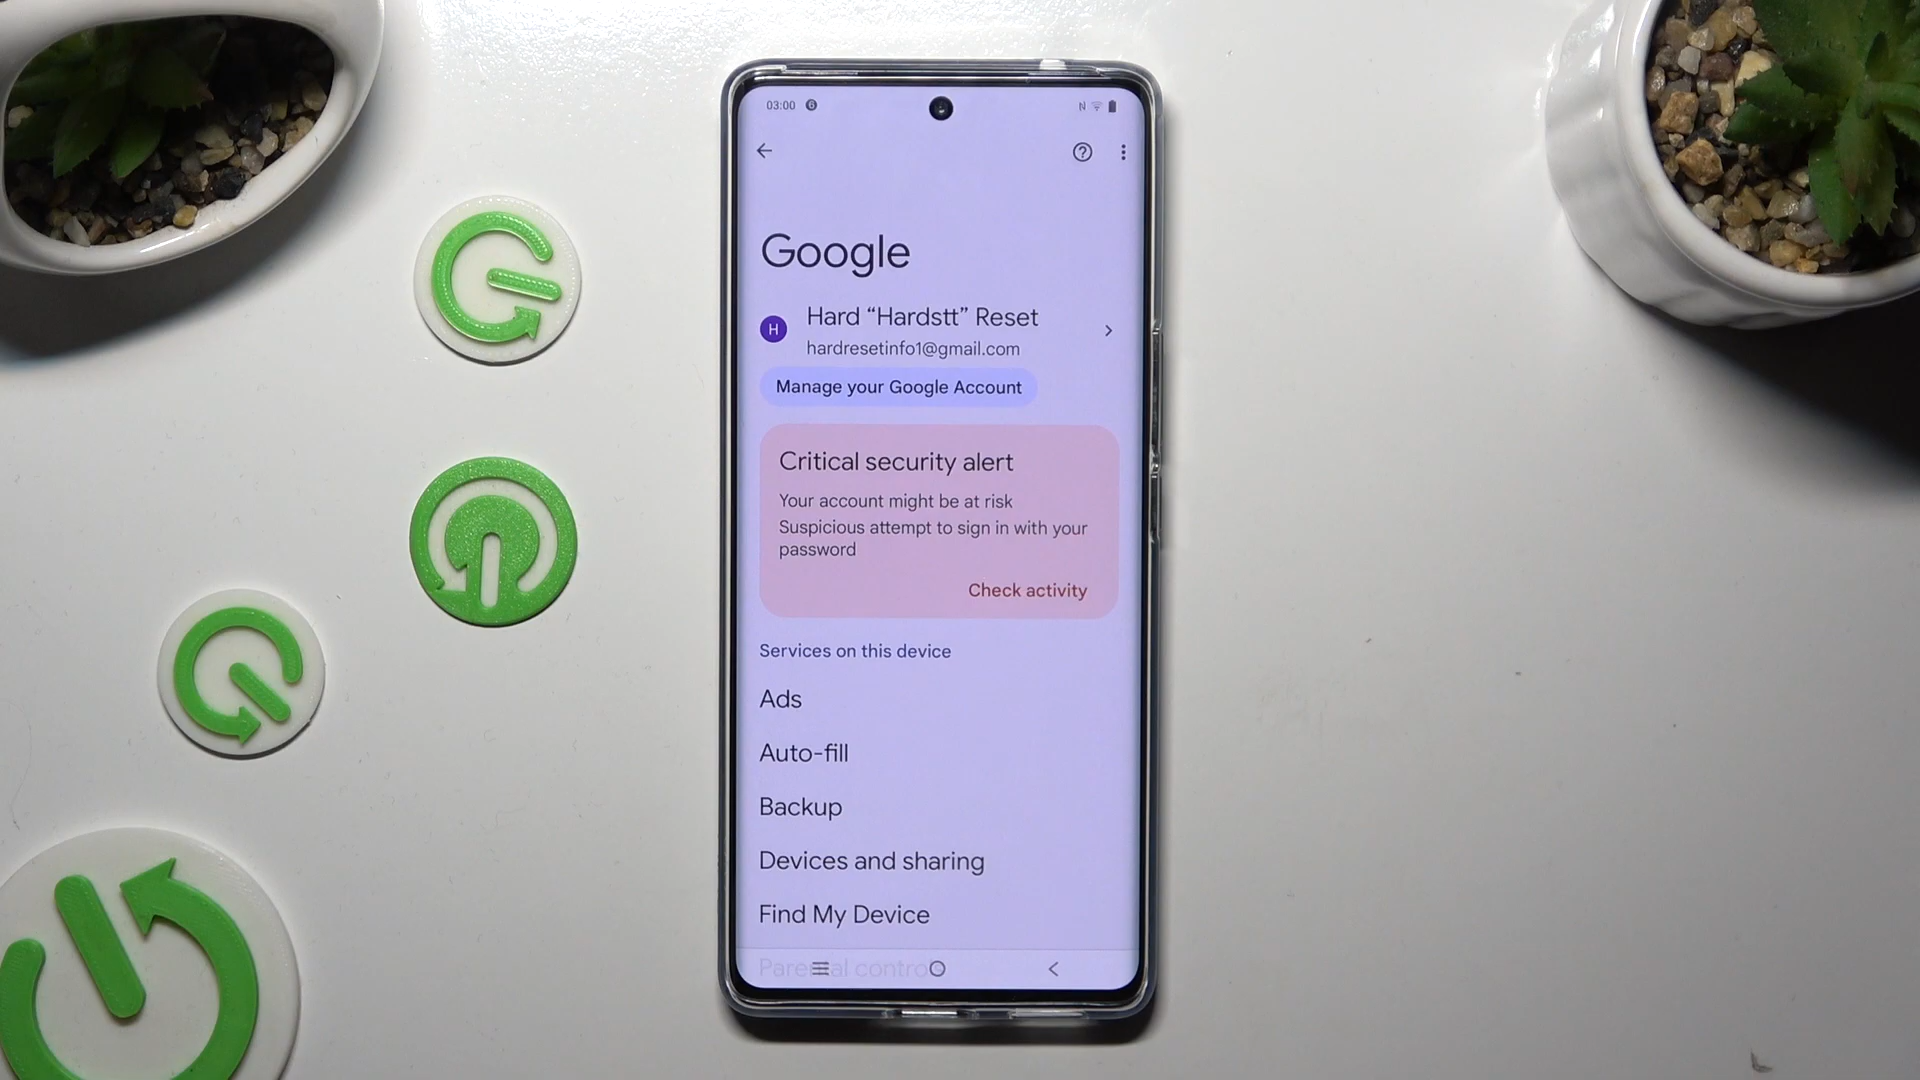 03:00
Google
H
Hard “Hardstt” Reset
hardresetinfo1@gmail.com
Manage your Google Account
Critical security alert
Your account might be at risk
Suspicious attempt to sign in with your
password
Check activity
Services on this device
Ads
Auto-fill
Backup
Devices and sharing
Find My Device
Parental controls